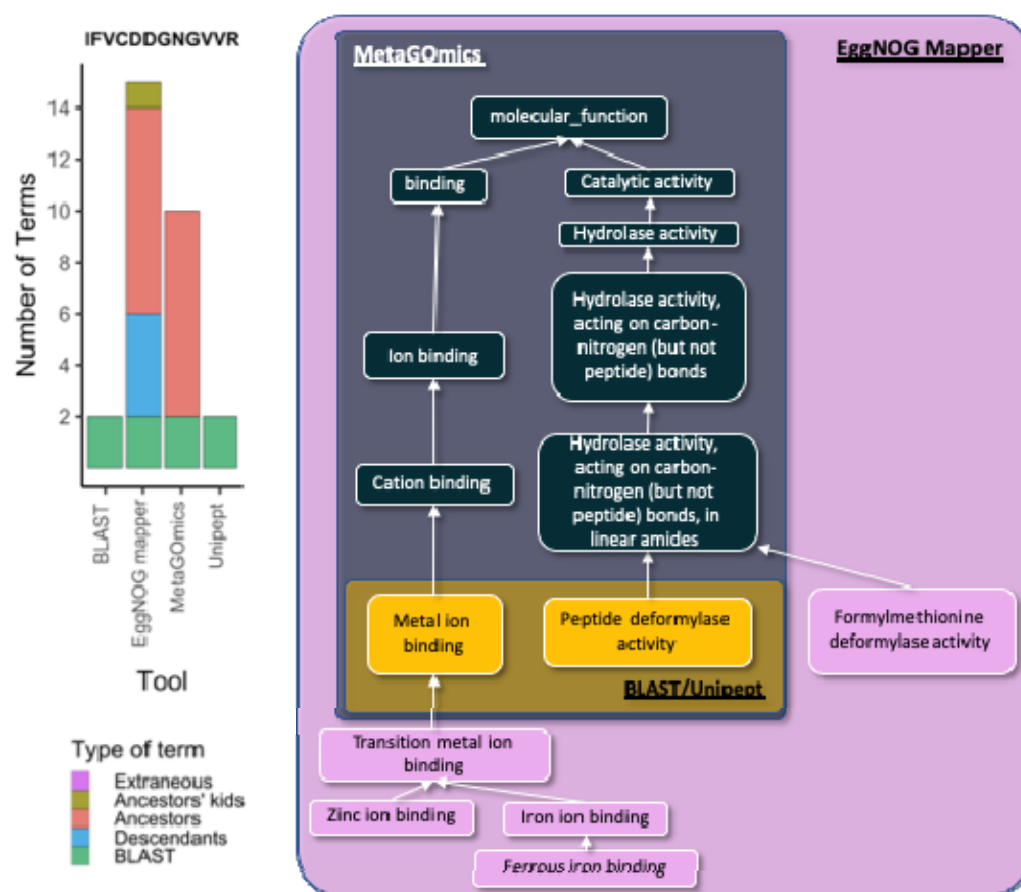 IFVCDIDGNGVVR
Number of Terms
14
12
10
8
6
4
2
BLAST
EggNOG mapper
MetaGOmics
Unipept
Tool
Type of term
Extraneous
Ancestors' kids
Ancestors
Descendants
BLAST
MetaGOmics
EggNOG Mapper
molecular_function
binding
Catalytic activity
Hydrolase activity
Hydrolase activity,
acting on carbon-
nitrogen (but not
peptide) bonds
Ion binding
Hydrolase activity,
acting on carbon-
nitrogen (but not
peptide) bonds, in
linear amides
Cation binding
Metal ion
binding
Peptide deformylase
activity
Formylmethionine
deformylase activity
BLAST/Unipept
Transition metal ion
binding
Zinc ion binding
Iron ion binding
Ferrous iron binding